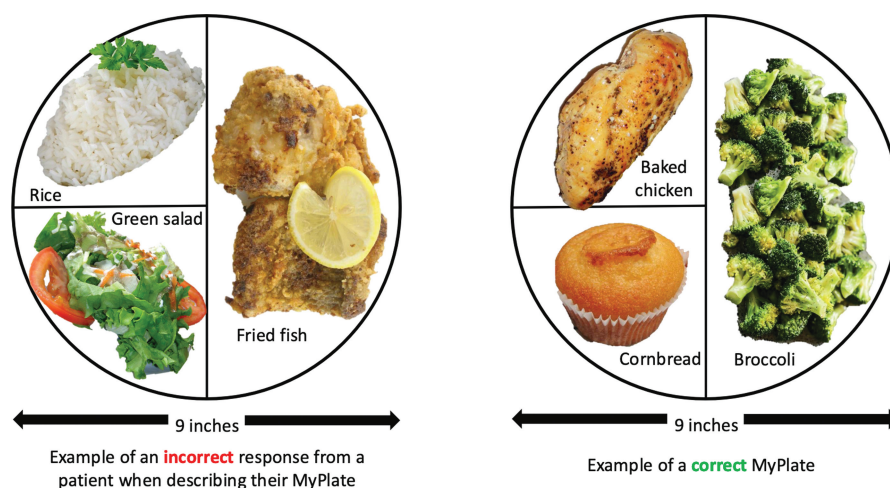 Rice
Green salad
Fried fish
9 inches
Example of an incorrect response from a
patient when describing their MyPlate
Baked
chicken
Cornbread
Broccoli
9 inches
Example of a correct MyPlate